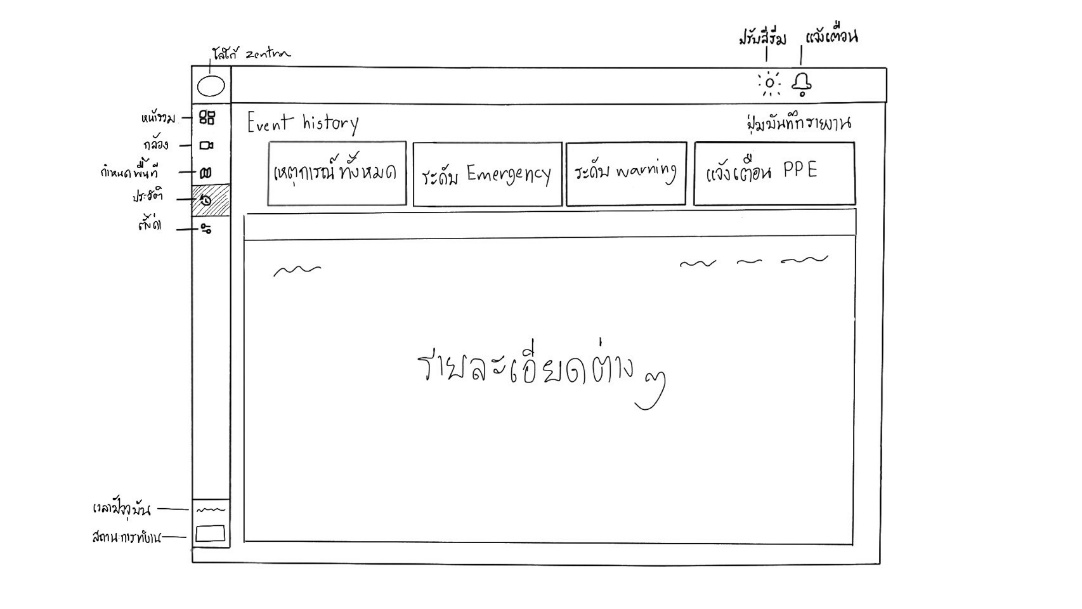 ปรับสีธีม
แจ้งเตือน
โลโก้ zentra
หน้ารวม
กล้อง
กำหนดพื้นที่
ประวัติ
ตั้งค่า
Event history
ปุ่มบันทึกรายงาน
เหตุการณ์ทั้งหมด
ระดับ Emergency
ระดับ warning
แจ้งเตือน PPE
รายละเอียดต่าง ๆ
เวลาปัจจุบัน
สถานะการทำงาน